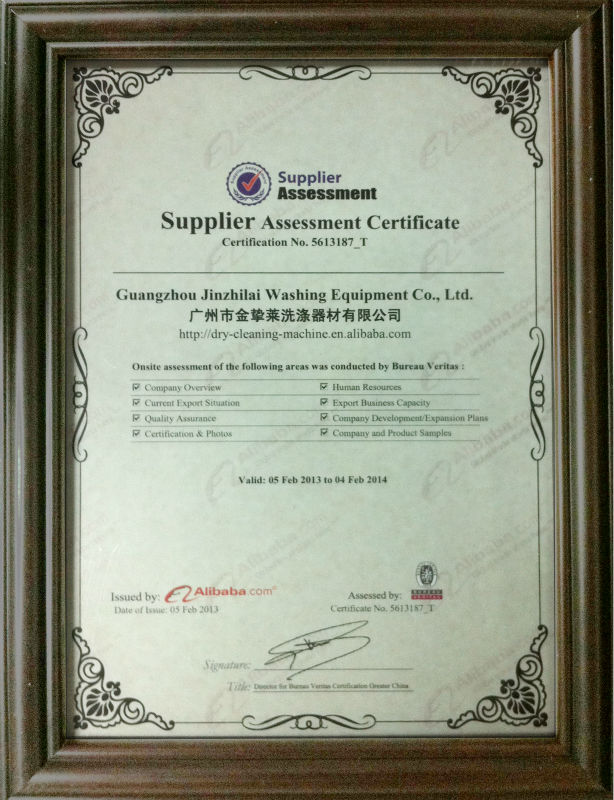 Supplier Assessment
Supplier
Assessment
Supplier Assessment Certificate
Certification No. 5613187_T
Guangzhou Jinzhilai Washing Equipment Co., Ltd.
广州市金挚莱洗涤器材有限公司
http://dry-cleaning-machine.en.alibaba.com
Onsite assessment of the following areas was conducted by Bureau Veritas :
Company Overview
Human Resources
Current Export Situation
Export Business Capacity
Quality Assurance
Company Development/Expansion Plans
Certification & Photos
Company and Product Samples
Valid: 05 Feb 2013 to 04 Feb 2014
Issued by: Alibaba.com®
Assessed by: BUREAU VERITAS
Date of Issue: 05 Feb 2013
Certificate No. 5613187_T
Signature:
Title: Director for Bureau Veritas Certification Greater China